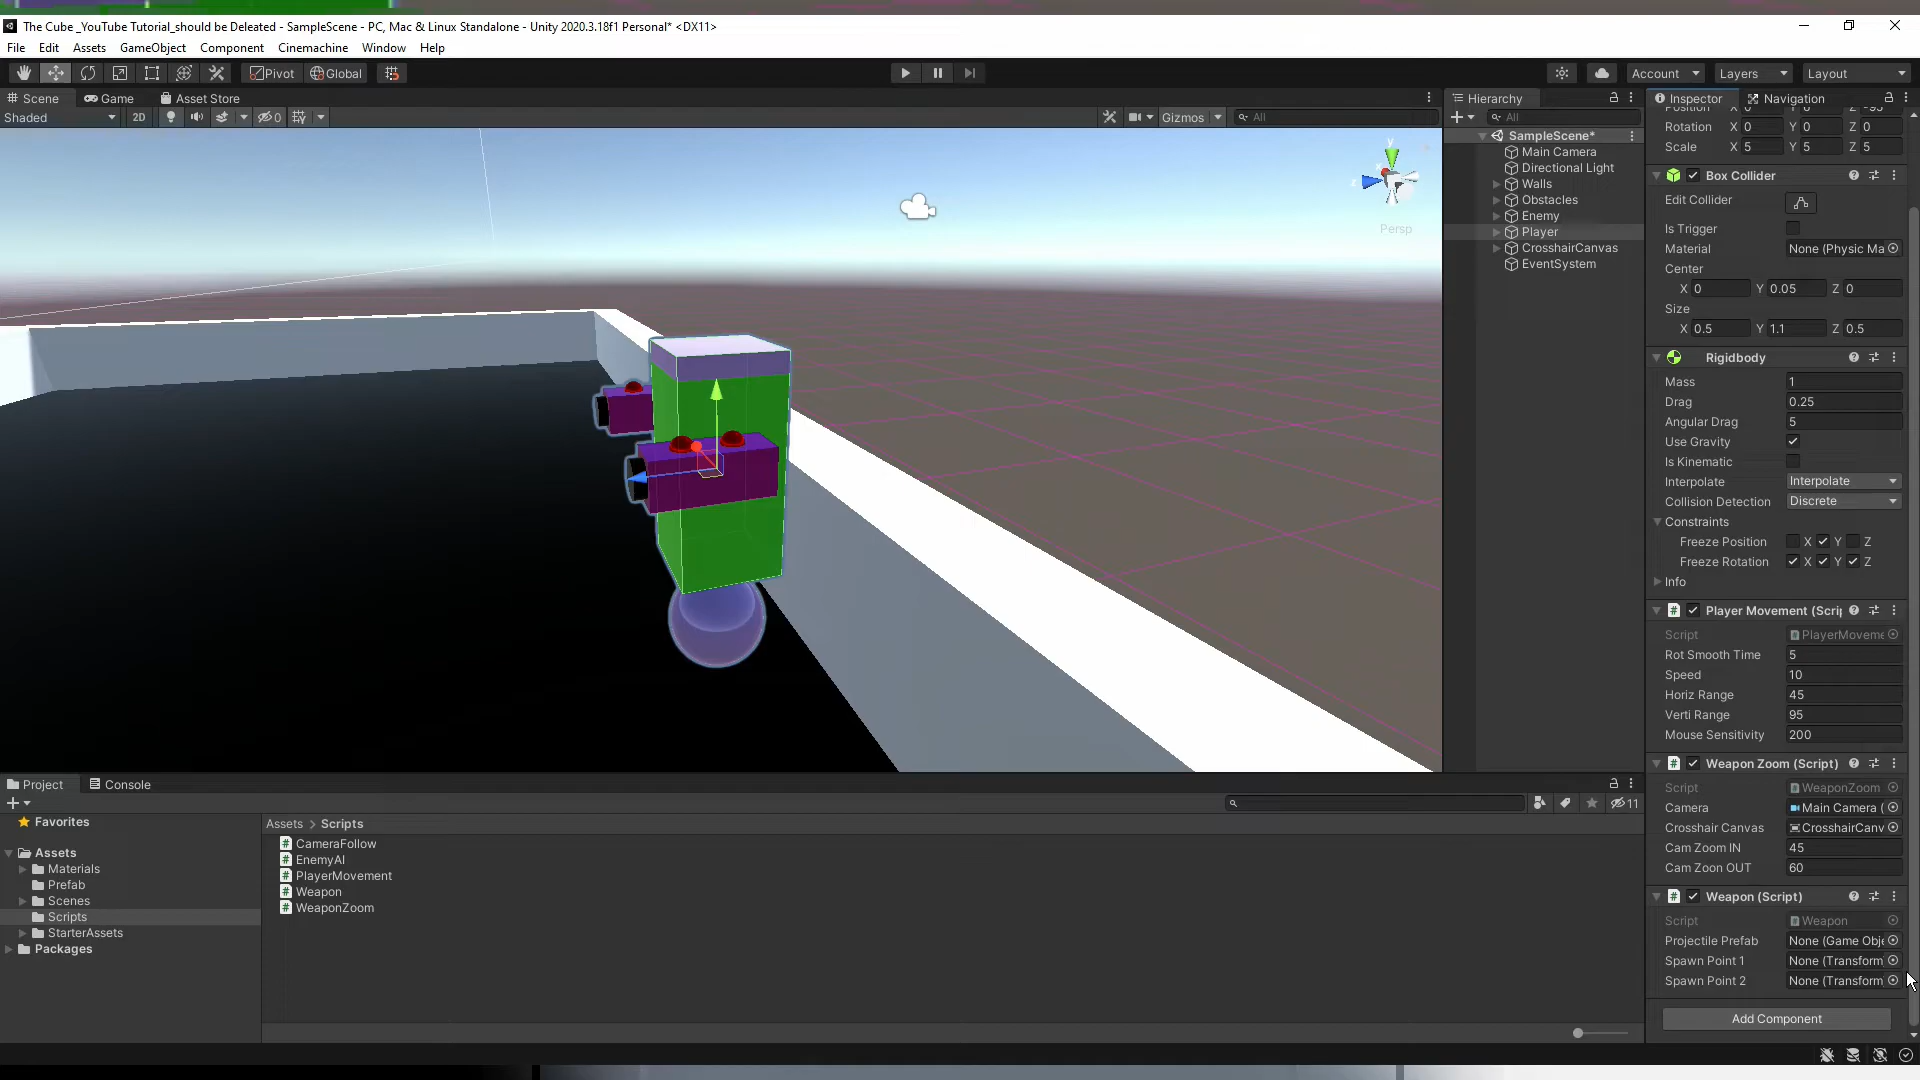 The Cube _YouTube Tutorial_should be Deleated - SampleScene - PC, Mac & Linux Standalone - Unity 2020.3.18f1 Personal* <DX11>
File Edit Assets GameObject Component Cinemachine Window Help
Pivot Global Account Layers Layout
Scene Game Asset Store
Shaded 2D 0 Gizmos All
y
x
z
Persp
Hierarchy
All
SampleScene*
Main Camera
Directional Light
Walls
Obstacles
Enemy
Player
CrosshairCanvas
EventSystem
Inspector Navigation
Position X 0 Y 0 Z -95
Rotation X 0 Y 0 Z 0
Scale X 5 Y 5 Z 5
Box Collider
Edit Collider
Is Trigger
Material None (Physic Ma
Center
X 0 Y 0.05 Z 0
Size
X 0.5 Y 1.1 Z 0.5
Rigidbody
Mass 1
Drag 0.25
Angular Drag 5
Use Gravity
Is Kinematic
Interpolate Interpolate
Collision Detection Discrete
Constraints
Freeze Position X Y Z
Freeze Rotation X Y Z
Info
# Player Movement (Scrip
Script PlayerMoveme
Rot Smooth Time 5
Speed 10
Horiz Range 45
Verti Range 95
Mouse Sensitivity 200
# Weapon Zoom (Script)
Script WeaponZoom
Camera Main Camera (
Crosshair Canvas CrosshairCanv
Cam Zoom IN 45
Cam Zoon OUT 60
# Weapon (Script)
Script Weapon
Projectile Prefab None (Game Obje
Spawn Point 1 None (Transform
Spawn Point 2 None (Transform
Add Component
Project Console
11
Favorites
Assets
Materials
Prefab
Scenes
Scripts
StarterAssets
Packages
Assets > Scripts
# CameraFollow
# EnemyAI
# PlayerMovement
# Weapon
# WeaponZoom